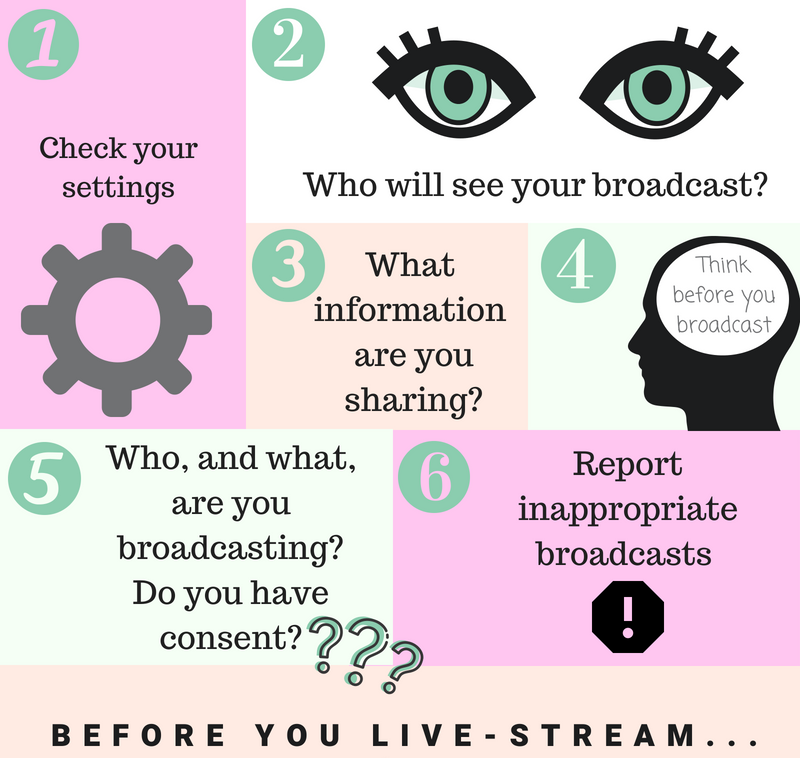 1
Check your
settings
2
Who will see your broadcast?
3
What
information
are you
sharing?
4
Think
before you
broadcast
5
Who, and what,
are you
broadcasting?
Do you have
consent?
???
6
Report
inappropriate
broadcasts
!
BEFORE YOU LIVE-STREAM...